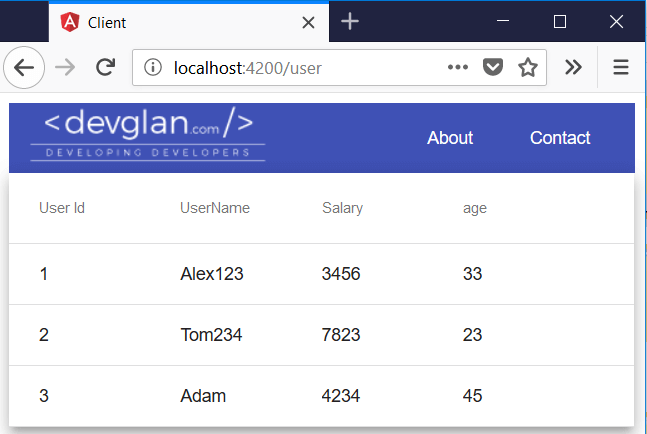 Client
localhost:4200/user
<devglan.com/>
DEVELOPING DEVELOPERS
About Contact
User Id UserName Salary age
1 Alex123 3456 33
2 Tom234 7823 23
3 Adam 4234 45